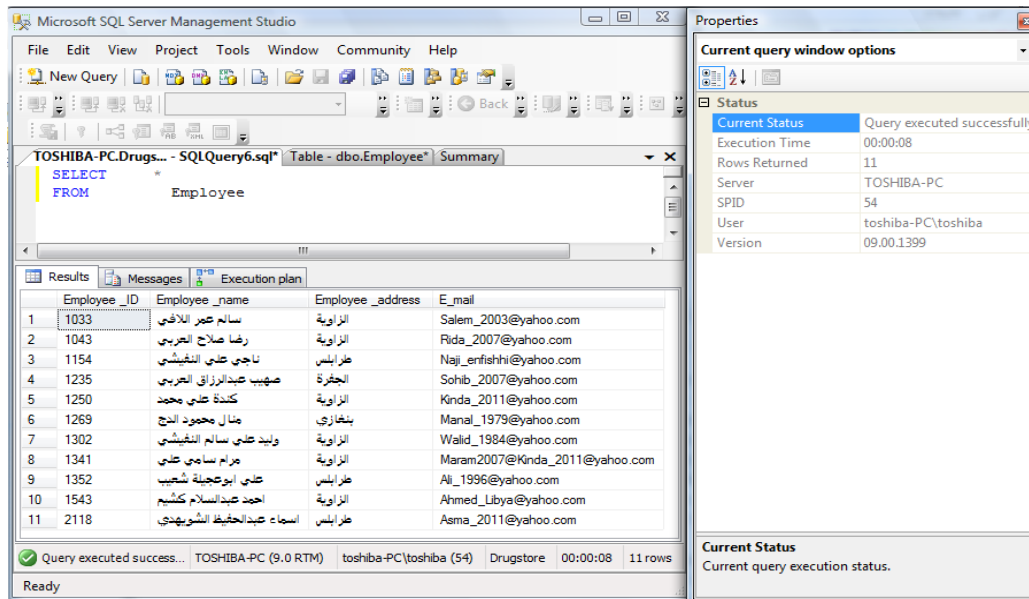 Microsoft SQL Server Management Studio
File Edit View Project Tools Window Community Help
New Query
Back
TOSHIBA-PC.Drugs... - SQLQuery6.sql* Table - dbo.Employee* Summary
SELECT *
FROM Employee
Results Messages Execution plan
Employee _ID Employee _name Employee _address E_mail
1 1033 سالم عمر اللافي الزاوية Salem_2003@yahoo.com
2 1043 رضا صلاح العربي الزاوية Rida_2007@yahoo.com
3 1154 ناجي علي النفيشي طرابلس Naji_enfishhi@yahoo.com
4 1235 صهيب عبدالرزاق العربي الجفرة Sohib_2007@yahoo.com
5 1250 كندة علي محمد الزاوية Kinda_2011@yahoo.com
6 1269 منال محمود الدج بنغازي Manal_1979@yahoo.com
7 1302 وليد علي سالم النفيشي الزاوية Walid_1984@yahoo.com
8 1341 مرام سامي علي الزاوية Maram2007@Kinda_2011@yahoo.com
9 1352 علي ابوعجيلة شعيب طرابلس Ali_1996@yahoo.com
10 1543 احمد عبدالسلام كشيم الزاوية Ahmed_Libya@yahoo.com
11 2118 اسماء عبدالحفيظ الشويهدي طرابلس Asma_2011@yahoo.com
Query executed success... TOSHIBA-PC (9.0 RTM) toshiba-PC\toshiba (54) Drugstore 00:00:08 11 rows
Ready
Properties
Current query window options
Status
Current Status Query executed successfully
Execution Time 00:00:08
Rows Returned 11
Server TOSHIBA-PC
SPID 54
User toshiba-PC\toshiba
Version 09.00.1399
Current Status
Current query execution status.